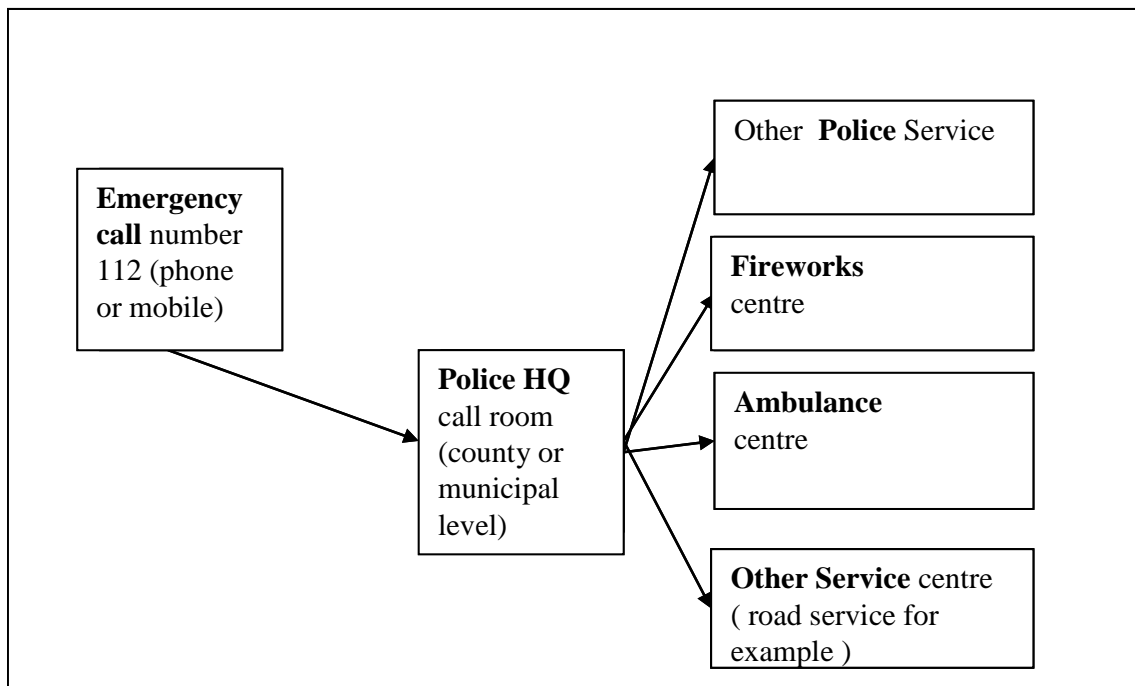 Emergency
call number
112 (phone
or mobile)
Police HQ
call room
(county or
municipal
level)
Other Police Service
Fireworks
centre
Ambulance
centre
Other Service centre
( road service for
example )